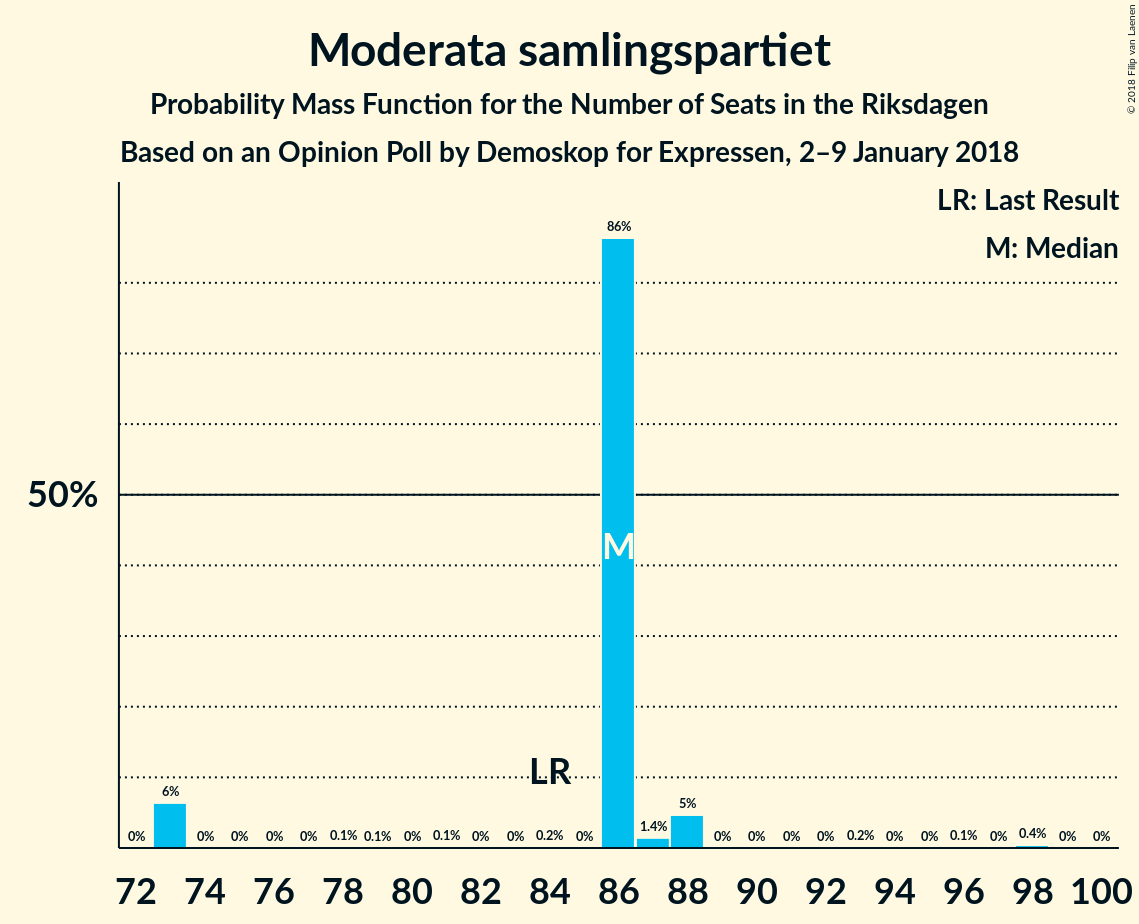 © 2018 Filip van Laenen
Moderata samlingspartiet
Probability Mass Function for the Number of Seats in the Riksdagen
Based on an Opinion Poll by Demoskop for Expressen, 2–9 January 2018
LR: Last Result
M: Median
86%
50%
M
LR
6% 5%
0% 0% 0% 0% 0% 0.1% 0.1% 0% 0.1% 0% 0% 0.2% 0% 1.4% 0% 0% 0% 0% 0.2% 0% 0% 0.1% 0% 0.4% 0% 0%
72 74 76 78 80 82 84 86 88 90 92 94 96 98 100